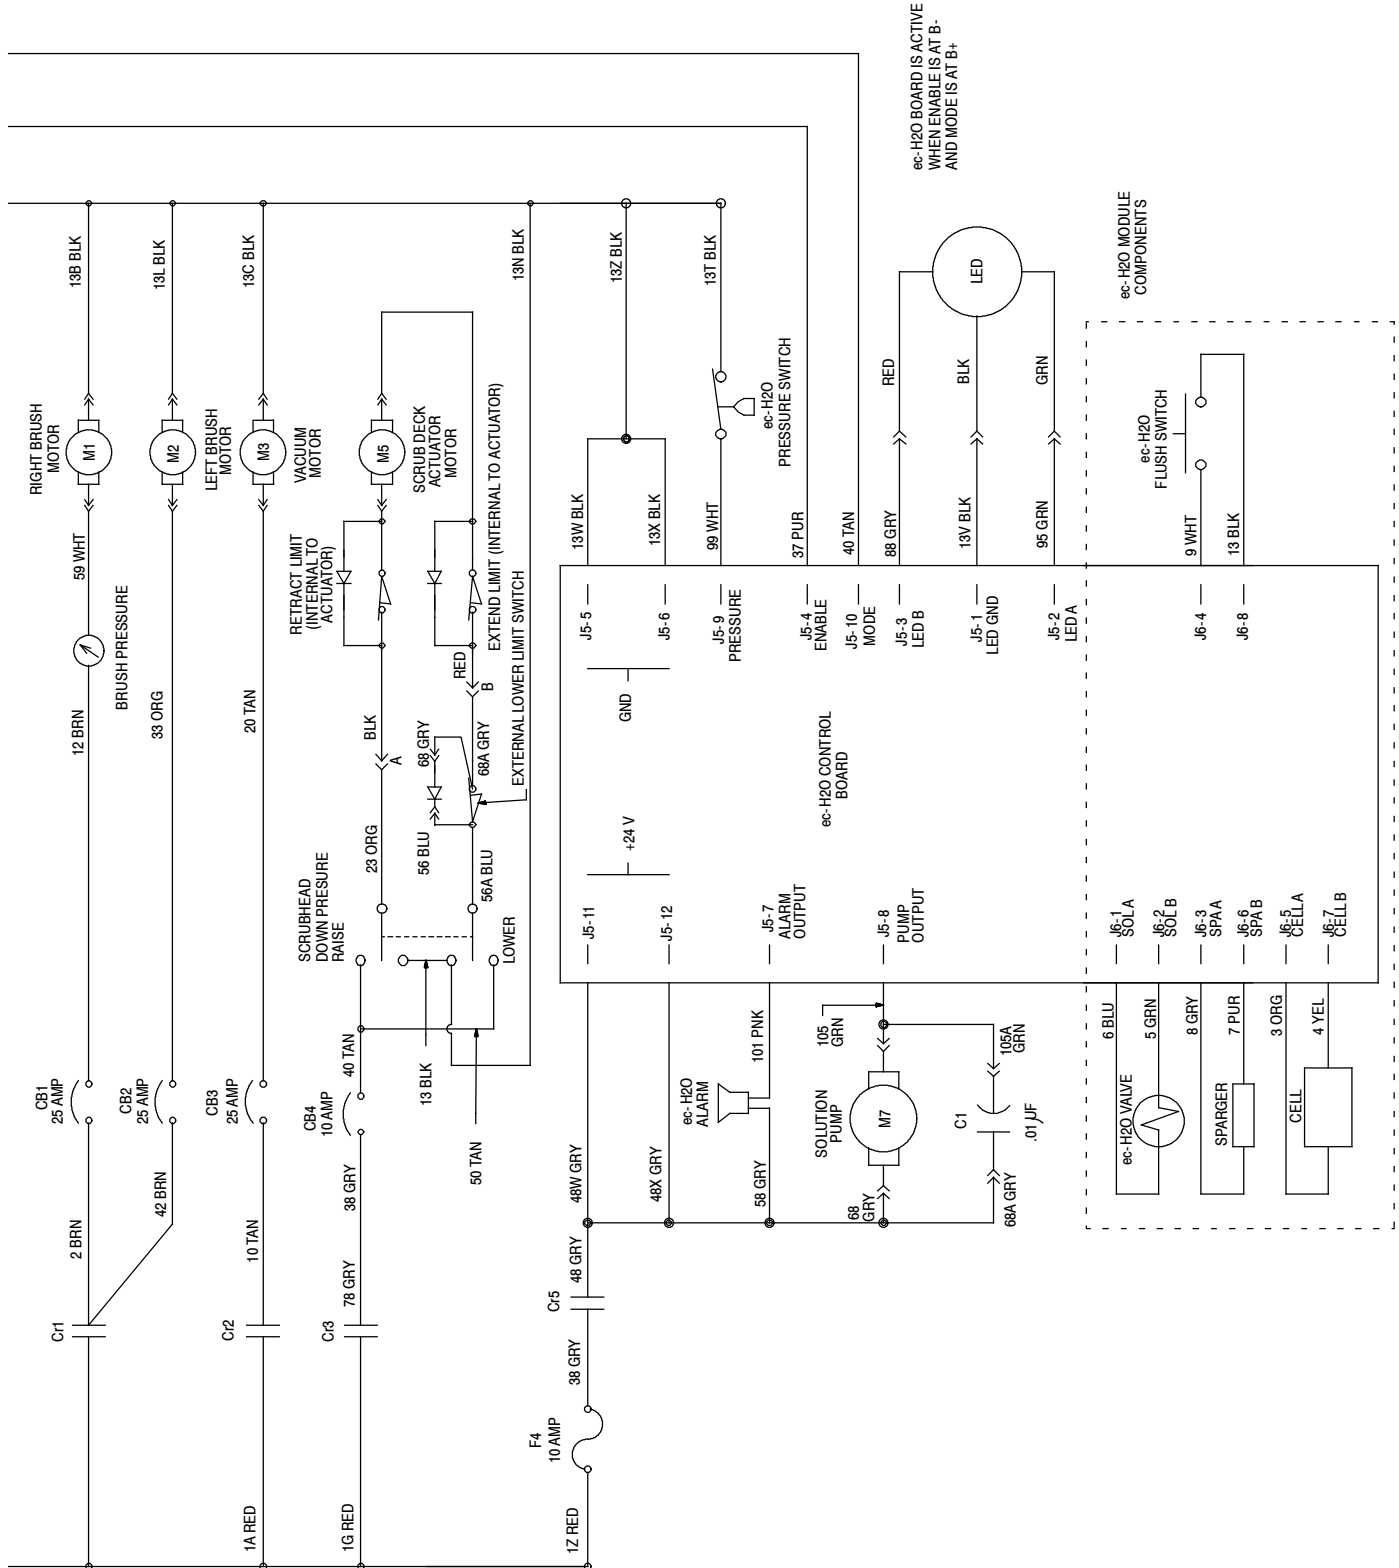 ec-H2O BOARD IS ACTIVE
WHEN ENABLE IS AT B-
AND MODE IS AT B+
13B BLK
13L BLK
13C BLK
13N BLK
13Z BLK
13T BLK
RIGHT BRUSH
MOTOR
M1
M2
LEFT BRUSH
MOTOR
M3
VACUUM
MOTOR
M5
SCRUB DECK
ACTUATOR
MOTOR
ec-H2O
PRESSURE SWITCH
LED
RED
BLK
GRN
ec-H2O MODULE
COMPONENTS
ec-H2O
FLUSH SWITCH
59 WHT
BRUSH PRESSURE
12 BRN
33 ORG
20 TAN
RETRACT LIMIT
(INTERNAL TO
ACTUATOR)
EXTEND LIMIT (INTERNAL TO ACTUATOR)
BLK
A
RED
B
68 GRY
68A GRY
EXTERNAL LOWER LIMIT SWITCH
23 ORG
56 BLU
56A BLU
SCRUBHEAD
DOWN PRESURE
RAISE
LOWER
13W BLK
13X BLK
99 WHT
37 PUR
40 TAN
88 GRY
13V BLK
95 GRN
9 WHT
13 BLK
J5-5
J5-6
J5-9
PRESSURE
J5-4
ENABLE
J5-10
MODE
J5-3
LED B
J5-1
LED GND
J5-2
LED A
J6-4
J6-8
GND
+24 V
ec-H2O CONTROL
BOARD
J5-11
J5-12
J5-7
ALARM
OUTPUT
J5-8
PUMP
OUTPUT
J6-1
SOL A
J6-2
SOL B
J6-3
SPA A
J6-6
SPA B
J6-5
CELL A
J6-7
CELL B
CB1
25 AMP
CB2
25 AMP
CB3
25 AMP
CB4
10 AMP
40 TAN
13 BLK
50 TAN
2 BRN
42 BRN
10 TAN
38 GRY
78 GRY
48W GRY
48X GRY
ec-H2O
ALARM
101 PNK
58 GRY
105
GRN
SOLUTION
PUMP
M7
68
GRY
105A
GRN
C1
.01 UF
68A GRY
6 BLU
5 GRN
8 GRY
7 PUR
3 ORG
4 YEL
ec-H2O VALVE
SPARGER
CELL
Cr1
Cr2
Cr3
Cr5
48 GRY
38 GRY
F4
10 AMP
1A RED
1G RED
1Z RED